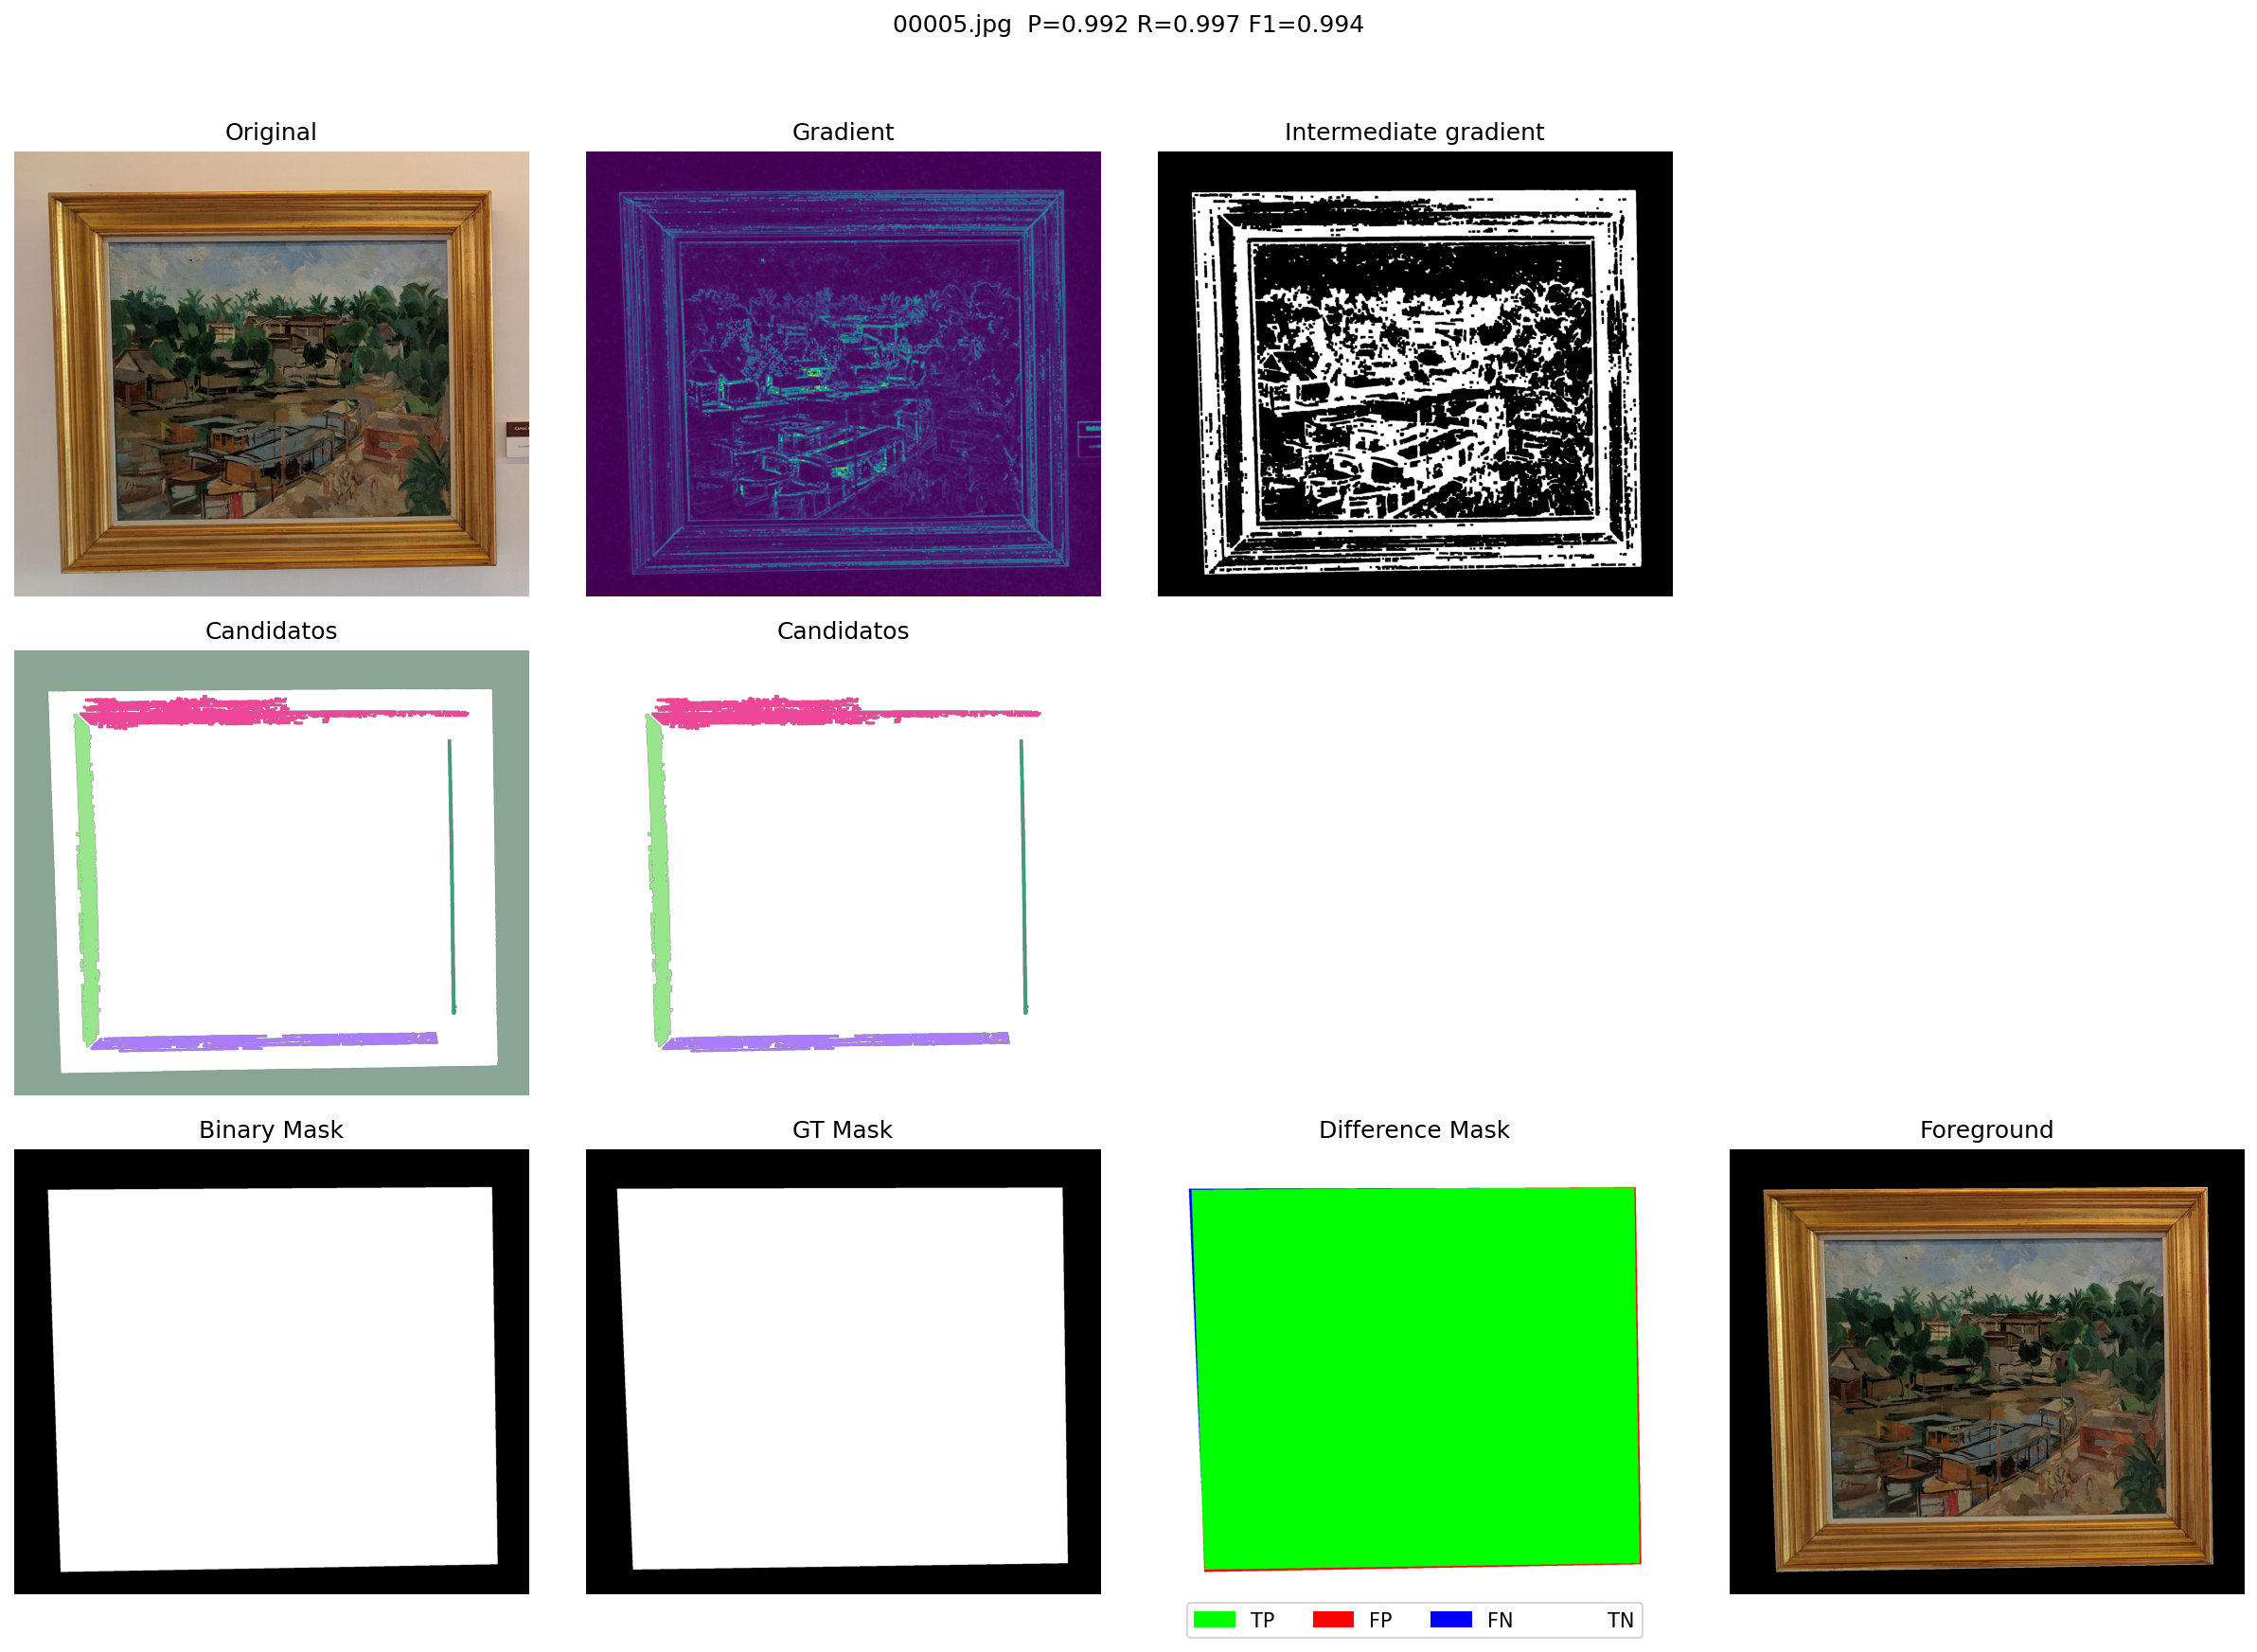 00005.jpg  P=0.992 R=0.997 F1=0.994
Original
Gradient
Intermediate gradient
Candidatos
Candidatos
Binary Mask
GT Mask
Difference Mask
Foreground
TP
FP
FN
TN